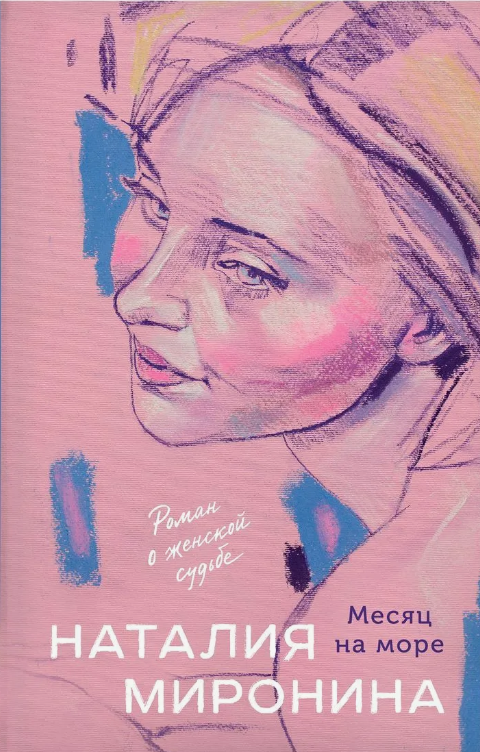 Роман
о женской
судьбе
Месяц
на море
НАТАЛИЯ
МИРОНИНА